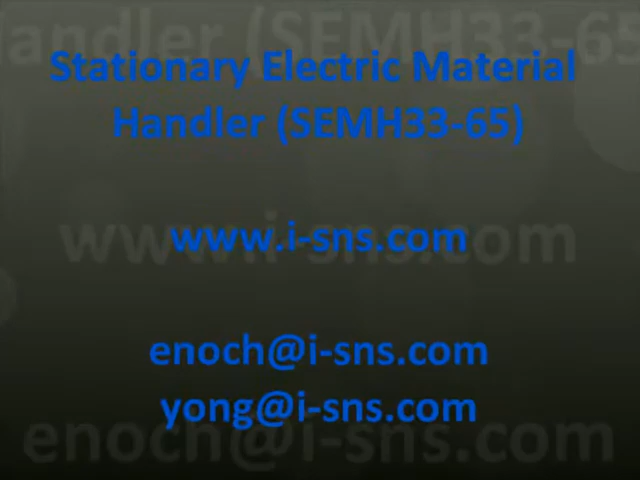 Stationary Electric Material
Handler (SEMH33-65)
www.i-sns.com
enoch@i-sns.com
yong@i-sns.com